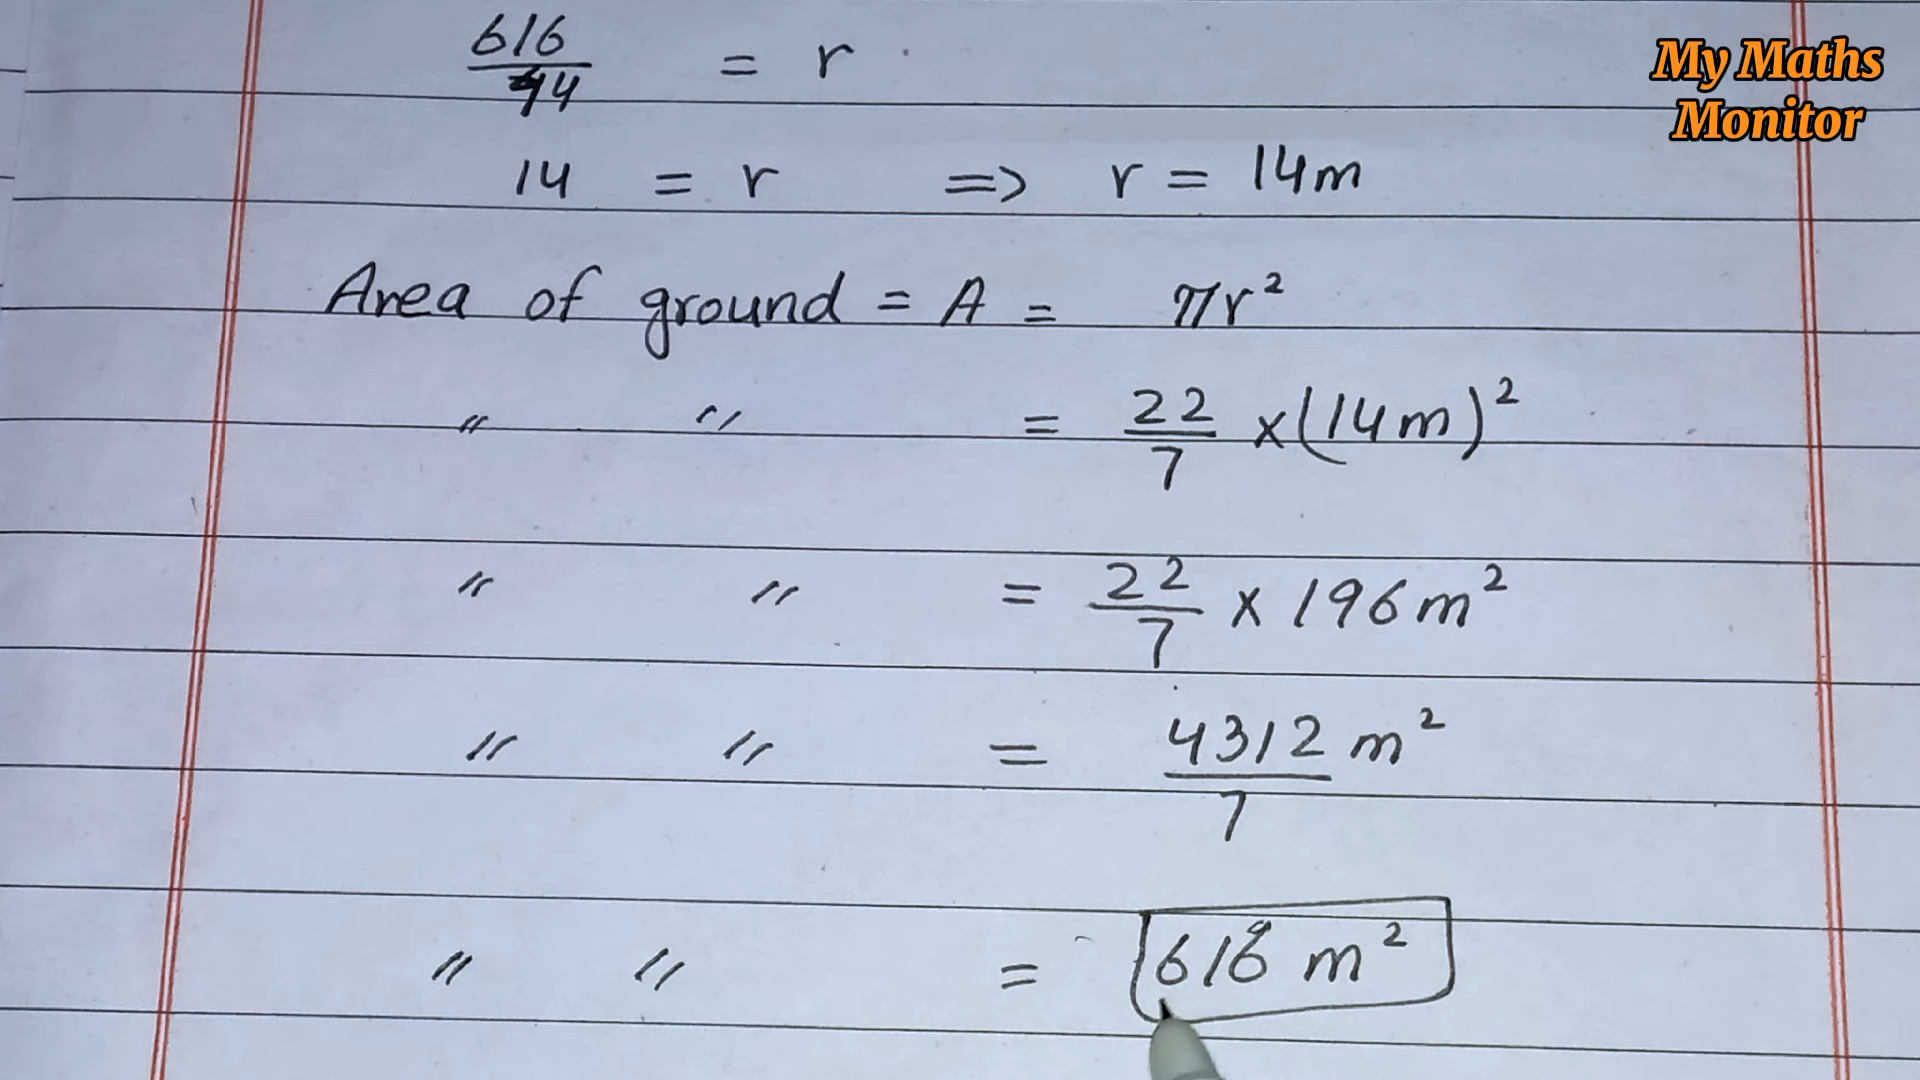 616/44 = r
My Maths
Monitor
14 = r => r = 14m
Area of ground = A = πr²
〃 〃 = 22/7 × (14m)²
〃 〃 = 22/7 × 196m²
〃 〃 = 4312/7 m²
〃 〃 = 616 m²